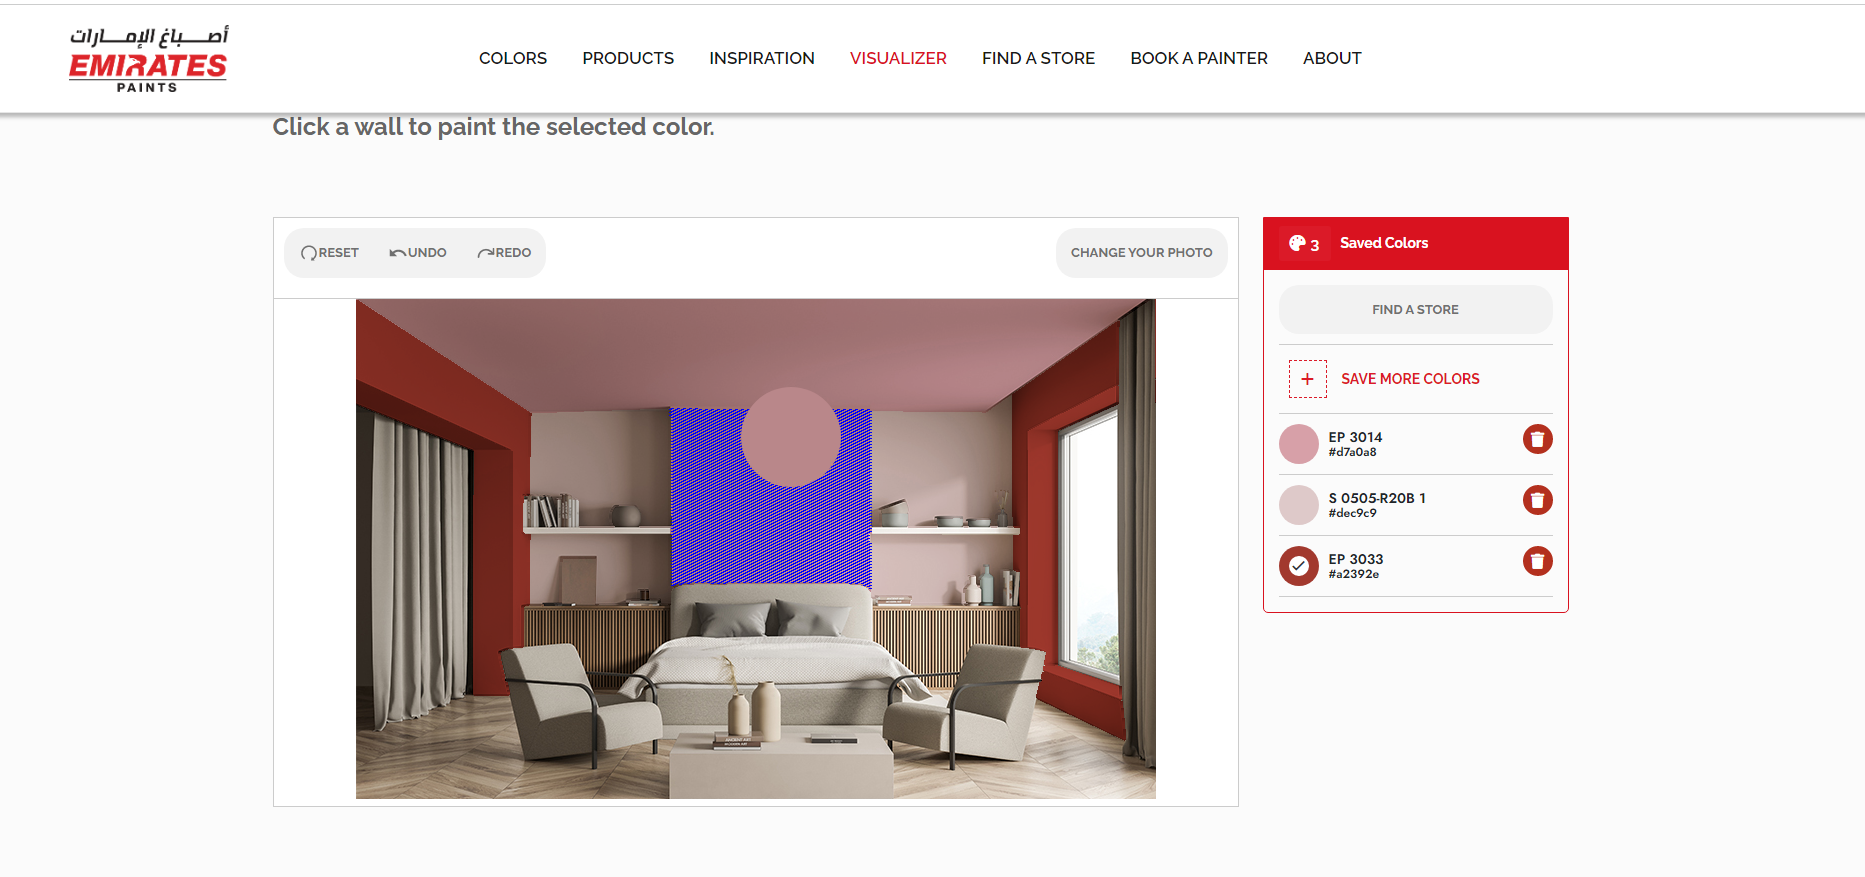 أصـــباغ الإمـــارات
EMIRATES
PAINTS
COLORS
PRODUCTS
INSPIRATION
VISUALIZER
FIND A STORE
BOOK A PAINTER
ABOUT
Click a wall to paint the selected color.
RESET
UNDO
REDO
CHANGE YOUR PHOTO
3 Saved Colors
FIND A STORE
+ SAVE MORE COLORS
EP 3014
#d7a0a8
S 0505-R20B 1
#dec9c9
EP 3033
#a2392e